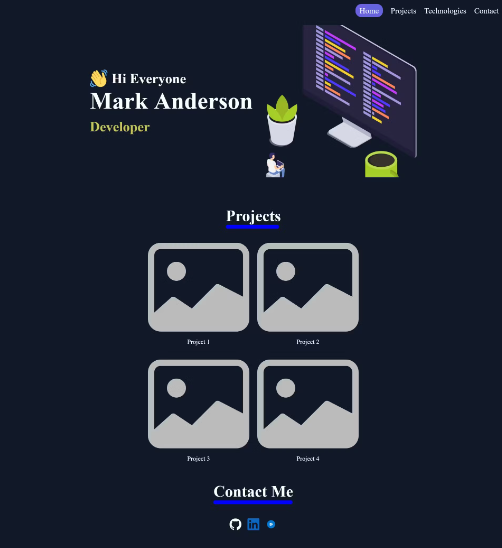 Home Projects Technologies Contact
👋 Hi Everyone
Mark Anderson
Developer
Projects
Project 1 Project 2
Project 3 Project 4
Contact Me